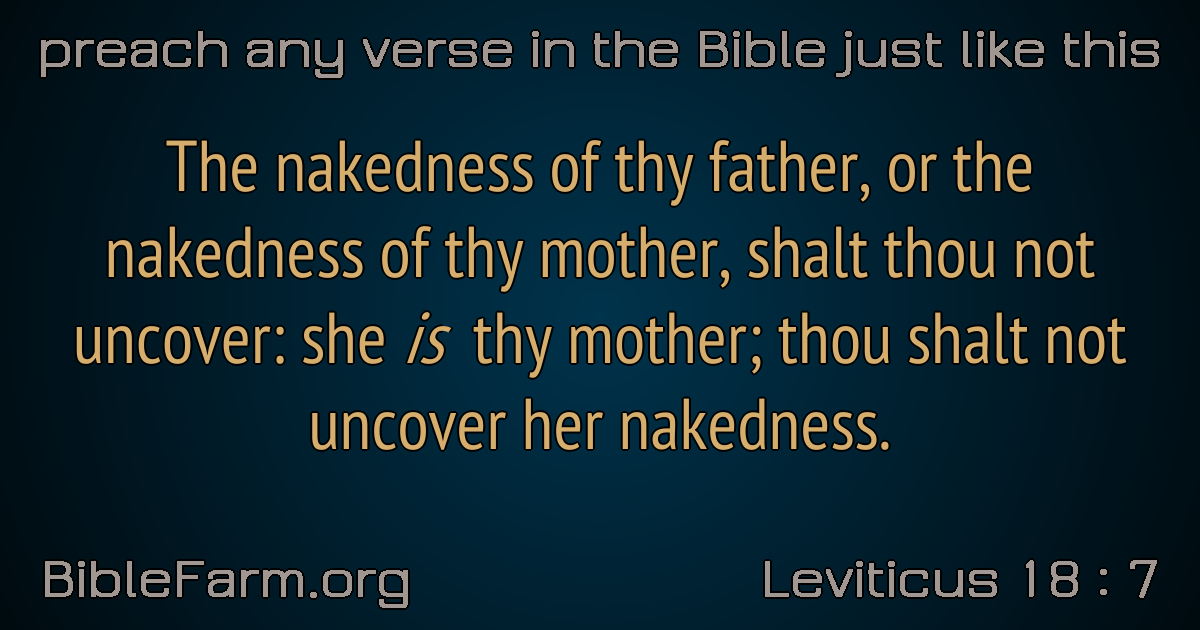 preach any verse in the Bible just like this
The nakedness of thy father, or the
nakedness of thy mother, shalt thou not
uncover: she is thy mother; thou shalt not
uncover her nakedness.
BibleFarm.org
Leviticus 18 : 7